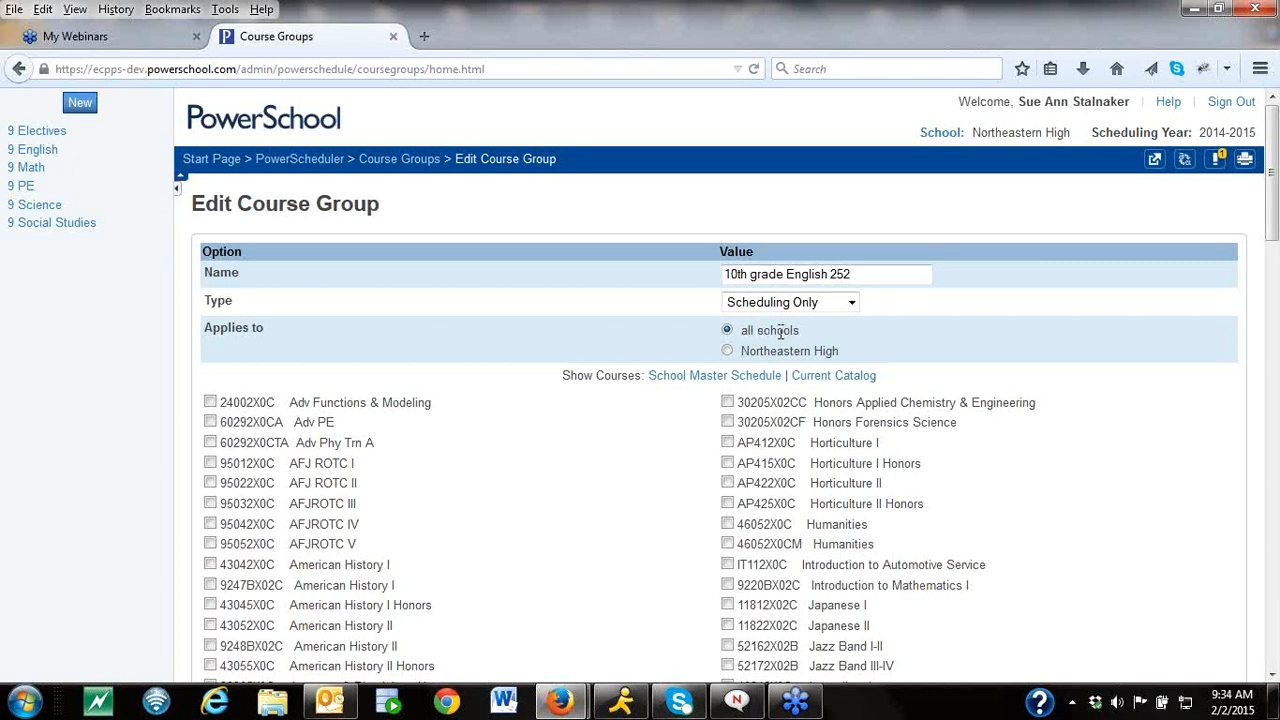 File Edit View History Bookmarks Tools Help
My Webinars × P Course Groups × +
https://ecpps-dev.powerschool.com/admin/powerschedule/coursegroups/home.html Search
New
9 Electives
9 English
9 Math
9 PE
9 Science
9 Social Studies
PowerSchool
Welcome, Sue Ann Stalnaker | Help | Sign Out
School: Northeastern High Scheduling Year: 2014-2015
Start Page > PowerScheduler > Course Groups > Edit Course Group
1
Edit Course Group
Option Value
Name 10th grade English 252
Type Scheduling Only
Applies to all schools
Northeastern High
Show Courses: School Master Schedule | Current Catalog
24002X0C Adv Functions & Modeling 30205X02CC Honors Applied Chemistry & Engineering
60292X0CA Adv PE 30205X02CF Honors Forensics Science
60292X0CTA Adv Phy Trn A AP412X0C Horticulture I
95012X0C AFJ ROTC I AP415X0C Horticulture I Honors
95022X0C AFJ ROTC II AP422X0C Horticulture II
95032X0C AFJROTC III AP425X0C Horticulture II Honors
95042X0C AFJROTC IV 46052X0C Humanities
95052X0C AFJROTC V 46052X0CM Humanities
43042X0C American History I IT112X0C Introduction to Automotive Service
9247BX02C American History I 9220BX02C Introduction to Mathematics I
43045X0C American History I Honors 11812X02C Japanese I
43052X0C American History II 11822X02C Japanese II
9248BX02C American History II 52162X02B Jazz Band I-II
43055X0C American History II Honors 52172X02B Jazz Band III-IV
9:34 AM
2/2/2015